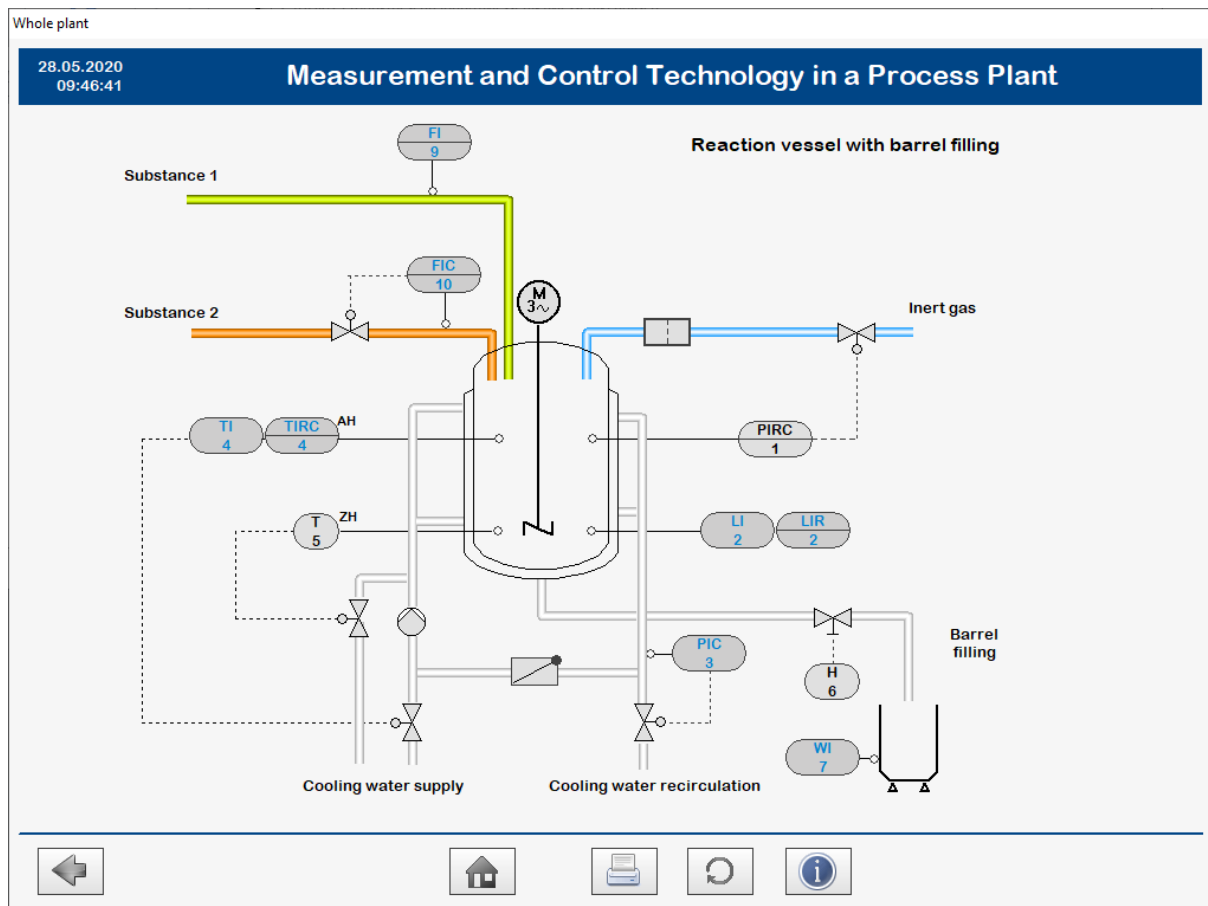 Whole plant
28.05.2020
09:46:41
Measurement and Control Technology in a Process Plant
Reaction vessel with barrel filling
FI
9
Substance 1
FIC
10
M
3~
Substance 2
Inert gas
TI
4
TIRC
4
AH
PIRC
1
T
5
ZH
LI
2
LIR
2
PIC
3
Barrel
filling
H
6
WI
7
Cooling water supply
Cooling water recirculation
i